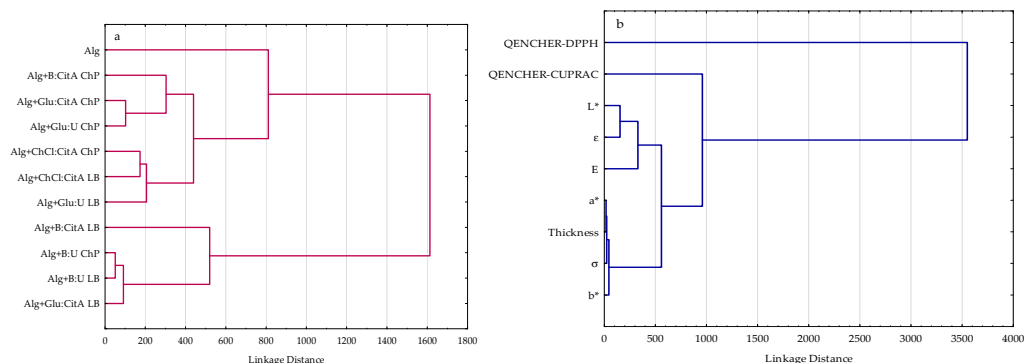 a
Alg
Alg+B:CitA ChP
Alg+Glu:CitA ChP
Alg+Glu:U ChP
Alg+ChCl:CitA ChP
Alg+ChCl:CitA LB
Alg+Glu:U LB
Alg+B:CitA LB
Alg+B:U ChP
Alg+B:U LB
Alg+Glu:CitA LB
0 200 400 600 800 1000 1200 1400 1600 1800
Linkage Distance
b
QENCHER-DPPH
QENCHER-CUPRAC
L*
ε
E
a*
Thickness
σ
b*
0 500 1000 1500 2000 2500 3000 3500 4000
Linkage Distance